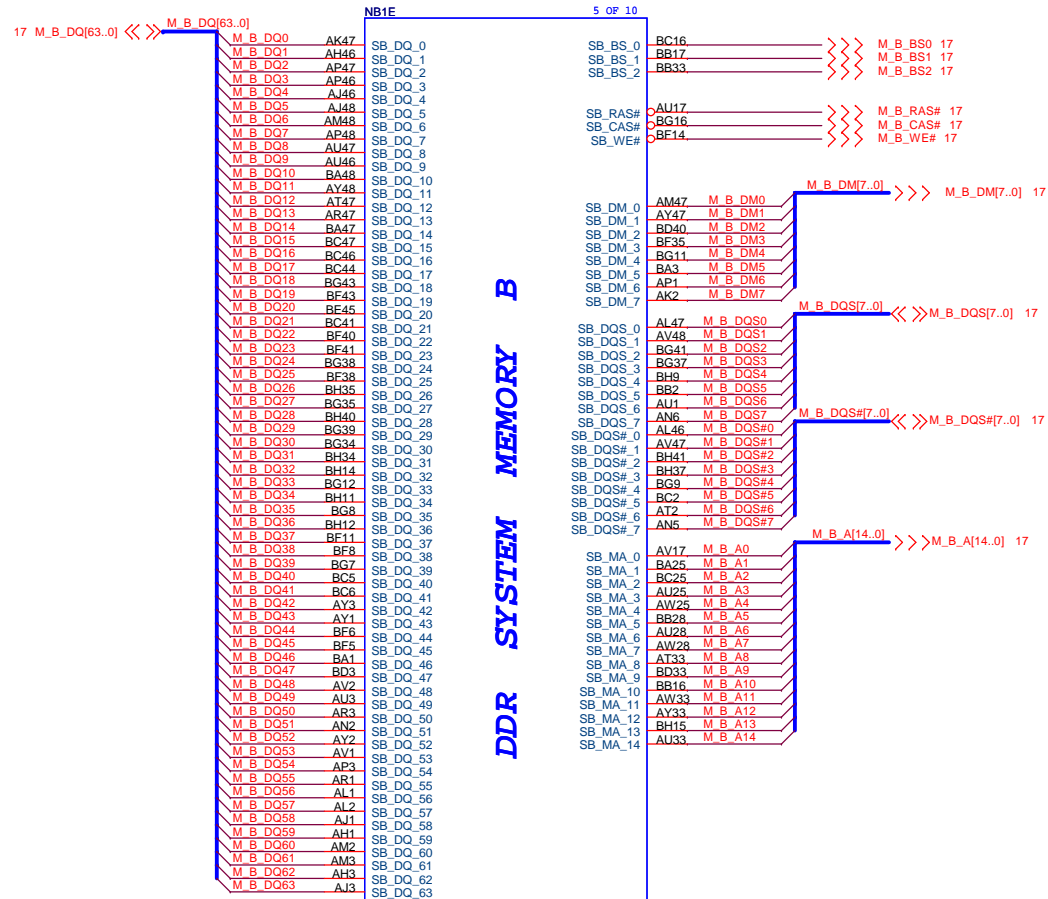 NB1E 5 OF 10
17 M_B_DQ[63..0] M_B_DQ[63..0]
M_B_DQ0 AK47 SB_DQ_0
M_B_DQ1 AH46 SB_DQ_1
M_B_DQ2 AP47 SB_DQ_2
M_B_DQ3 AP46 SB_DQ_3
M_B_DQ4 AJ46 SB_DQ_4
M_B_DQ5 AJ48 SB_DQ_5
M_B_DQ6 AM48 SB_DQ_6
M_B_DQ7 AP48 SB_DQ_7
M_B_DQ8 AU47 SB_DQ_8
M_B_DQ9 AU46 SB_DQ_9
M_B_DQ10 BA48 SB_DQ_10
M_B_DQ11 AY48 SB_DQ_11
M_B_DQ12 AT47 SB_DQ_12
M_B_DQ13 AR47 SB_DQ_13
M_B_DQ14 BA47 SB_DQ_14
M_B_DQ15 BC47 SB_DQ_15
M_B_DQ16 BC46 SB_DQ_16
M_B_DQ17 BC44 SB_DQ_17
M_B_DQ18 BG43 SB_DQ_18
M_B_DQ19 BF43 SB_DQ_19
M_B_DQ20 BE45 SB_DQ_20
M_B_DQ21 BC41 SB_DQ_21
M_B_DQ22 BF40 SB_DQ_22
M_B_DQ23 BF41 SB_DQ_23
M_B_DQ24 BG38 SB_DQ_24
M_B_DQ25 BF38 SB_DQ_25
M_B_DQ26 BH35 SB_DQ_26
M_B_DQ27 BG35 SB_DQ_27
M_B_DQ28 BH40 SB_DQ_28
M_B_DQ29 BG39 SB_DQ_29
M_B_DQ30 BG34 SB_DQ_30
M_B_DQ31 BH34 SB_DQ_31
M_B_DQ32 BH14 SB_DQ_32
M_B_DQ33 BG12 SB_DQ_33
M_B_DQ34 BH11 SB_DQ_34
M_B_DQ35 BG8 SB_DQ_35
M_B_DQ36 BH12 SB_DQ_36
M_B_DQ37 BF11 SB_DQ_37
M_B_DQ38 BF8 SB_DQ_38
M_B_DQ39 BG7 SB_DQ_39
M_B_DQ40 BC5 SB_DQ_40
M_B_DQ41 BC6 SB_DQ_41
M_B_DQ42 AY3 SB_DQ_42
M_B_DQ43 AY1 SB_DQ_43
M_B_DQ44 BF6 SB_DQ_44
M_B_DQ45 BF5 SB_DQ_45
M_B_DQ46 BA1 SB_DQ_46
M_B_DQ47 BD3 SB_DQ_47
M_B_DQ48 AV2 SB_DQ_48
M_B_DQ49 AU3 SB_DQ_49
M_B_DQ50 AR3 SB_DQ_50
M_B_DQ51 AN2 SB_DQ_51
M_B_DQ52 AY2 SB_DQ_52
M_B_DQ53 AV1 SB_DQ_53
M_B_DQ54 AP3 SB_DQ_54
M_B_DQ55 AR1 SB_DQ_55
M_B_DQ56 AL1 SB_DQ_56
M_B_DQ57 AL2 SB_DQ_57
M_B_DQ58 AJ1 SB_DQ_58
M_B_DQ59 AH1 SB_DQ_59
M_B_DQ60 AM2 SB_DQ_60
M_B_DQ61 AM3 SB_DQ_61
M_B_DQ62 AH3 SB_DQ_62
M_B_DQ63 AJ3 SB_DQ_63
DDR SYSTEM MEMORY B
SB_BS_0 BC16 M_B_BS0 17
SB_BS_1 BB17 M_B_BS1 17
SB_BS_2 BB33 M_B_BS2 17
SB_RAS# AU17 M_B_RAS# 17
SB_CAS# BG16 M_B_CAS# 17
SB_WE# BF14 M_B_WE# 17
M_B_DM[7..0] M_B_DM[7..0] 17
SB_DM_0 AM47 M_B_DM0
SB_DM_1 AY47 M_B_DM1
SB_DM_2 BD40 M_B_DM2
SB_DM_3 BF35 M_B_DM3
SB_DM_4 BG11 M_B_DM4
SB_DM_5 BA3 M_B_DM5
SB_DM_6 AP1 M_B_DM6
SB_DM_7 AK2 M_B_DM7
M_B_DQS[7..0] M_B_DQS[7..0] 17
SB_DQS_0 AL47 M_B_DQS0
SB_DQS_1 AV48 M_B_DQS1
SB_DQS_2 BG41 M_B_DQS2
SB_DQS_3 BG37 M_B_DQS3
SB_DQS_4 BH9 M_B_DQS4
SB_DQS_5 BB2 M_B_DQS5
SB_DQS_6 AU1 M_B_DQS6
SB_DQS_7 AN6 M_B_DQS7
M_B_DQS#[7..0] M_B_DQS#[7..0] 17
SB_DQS#_0 AL46 M_B_DQS#0
SB_DQS#_1 AV47 M_B_DQS#1
SB_DQS#_2 BH41 M_B_DQS#2
SB_DQS#_3 BH37 M_B_DQS#3
SB_DQS#_4 BG9 M_B_DQS#4
SB_DQS#_5 BC2 M_B_DQS#5
SB_DQS#_6 AT2 M_B_DQS#6
SB_DQS#_7 AN5 M_B_DQS#7
M_B_A[14..0] M_B_A[14..0] 17
SB_MA_0 AV17 M_B_A0
SB_MA_1 BA25 M_B_A1
SB_MA_2 BC25 M_B_A2
SB_MA_3 AU25 M_B_A3
SB_MA_4 AW25 M_B_A4
SB_MA_5 BB28 M_B_A5
SB_MA_6 AU28 M_B_A6
SB_MA_7 AW28 M_B_A7
SB_MA_8 AT33 M_B_A8
SB_MA_9 BD33 M_B_A9
SB_MA_10 BB16 M_B_A10
SB_MA_11 AW33 M_B_A11
SB_MA_12 AY33 M_B_A12
SB_MA_13 BH15 M_B_A13
SB_MA_14 AU33 M_B_A14